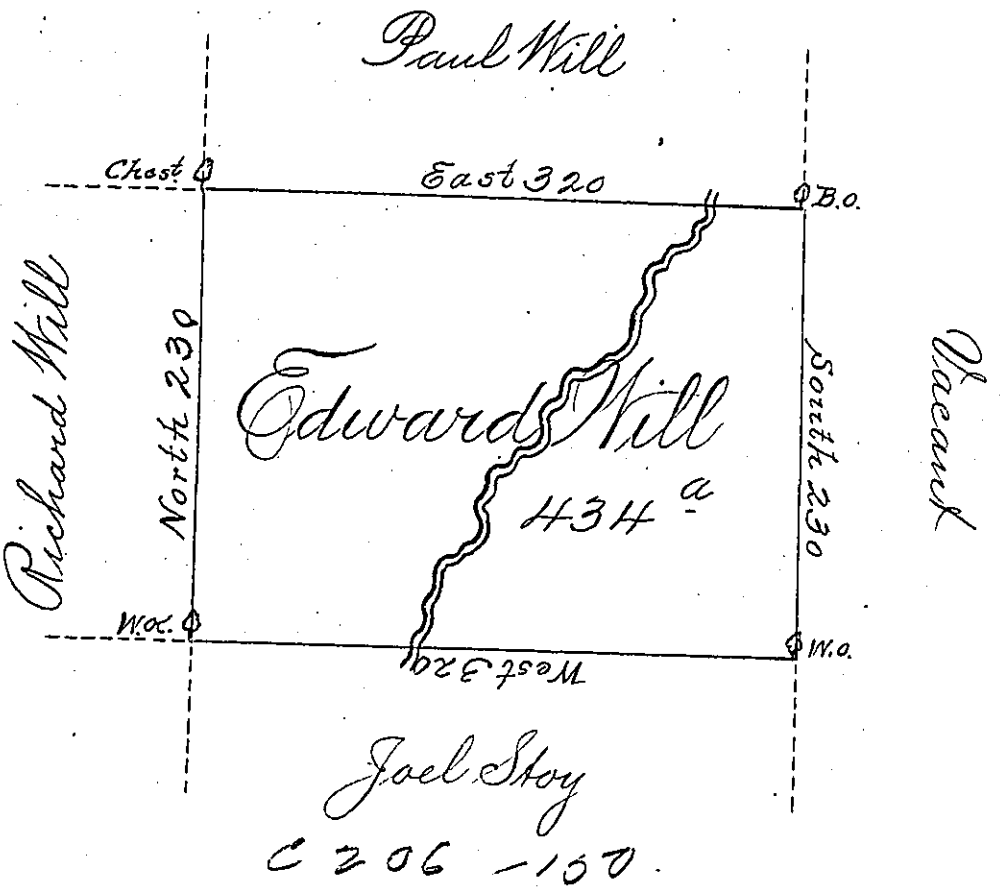 Paul Will
Chest.
East 320
B.O.
Richard Will
North 230
Edward Will
434 a
South 230
Vacant
W.O.
W.O.
West 320
Joel Stoy
C 206 - 150.